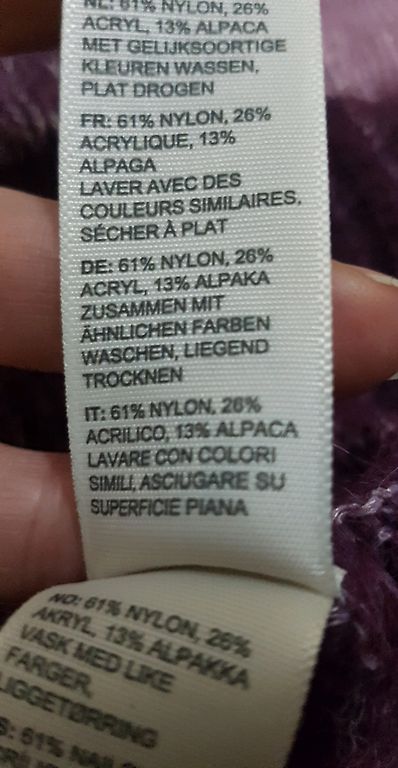 NL: 61% NYLON, 26%
ACRYL, 13% ALPACA
MET GELIJKSOORTIGE
KLEUREN WASSEN,
PLAT DROGEN
FR: 61% NYLON, 26%
ACRYLIQUE, 13%
ALPAGA
LAVER AVEC DES
COULEURS SIMILAIRES.
SÉCHER À PLAT
DE: 61% NYLON, 26%
ACRYL, 13% ALPAKA
ZUSAMMEN MIT
ÄHNLICHEN FARBEN
WASCHEN, LIEGEND
TROCKNEN
IT: 61% NYLON, 26%
ACRILICO, 13% ALPACA
LAVARE CON COLORI
SIMILI, ASCIUGARE SU
SUPERFICIE PIANA
NO: 61% NYLON, 26%
AKRYL, 13% ALPAKKA
VASK MED LIKE
FARGER,
LIGGETØRRING
61%